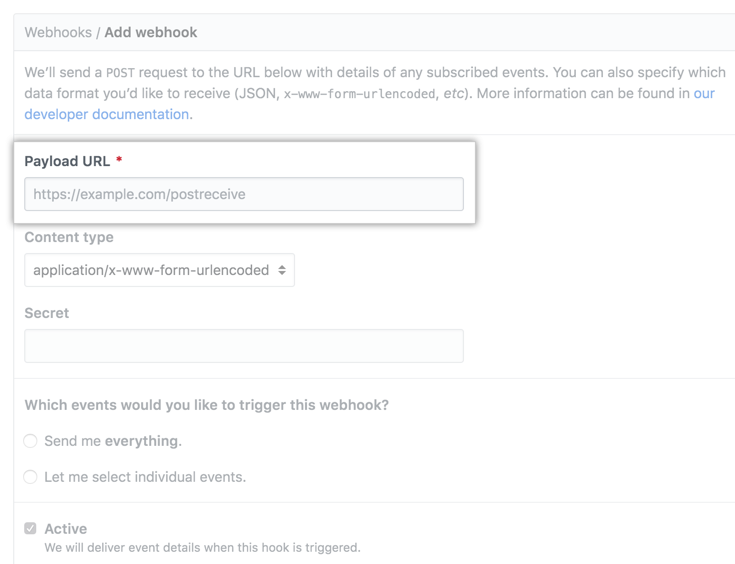 Webhooks / Add webhook
We’ll send a POST request to the URL below with details of any subscribed events. You can also specify which
data format you’d like to receive (JSON, x-www-form-urlencoded, etc). More information can be found in our
developer documentation.
Payload URL *
https://example.com/postreceive
Content type
application/x-www-form-urlencoded
Secret
Which events would you like to trigger this webhook?
Send me everything.
Let me select individual events.
Active
We will deliver event details when this hook is triggered.